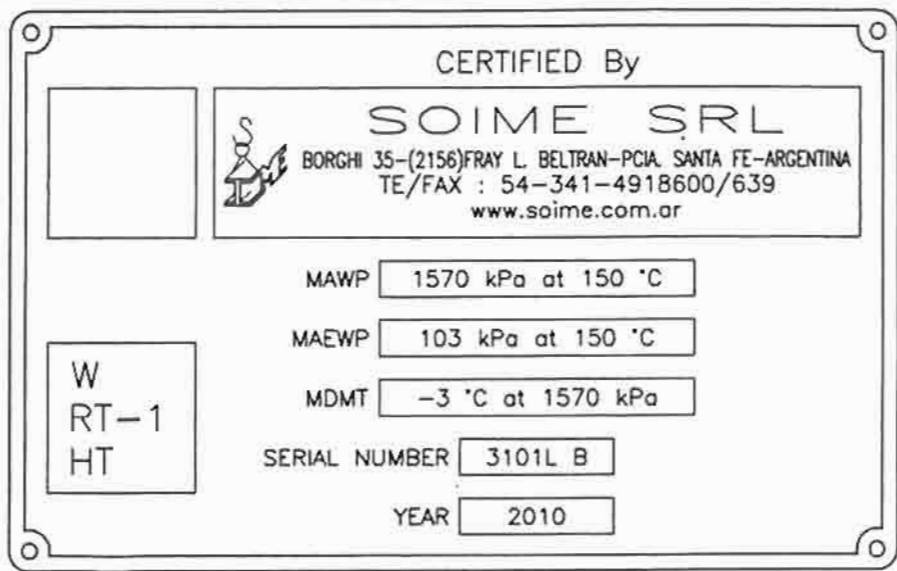 CERTIFIED By
SOIME SRL
BORGHI 35-(2156)FRAY L. BELTRAN-PCIA. SANTA FE-ARGENTINA
TE/FAX : 54-341-4918600/639
www.soime.com.ar
MAWP 1570 kPa at 150 °C
MAEWP 103 kPa at 150 °C
MDMT -3 °C at 1570 kPa
W
RT-1
HT
SERIAL NUMBER 3101L B
YEAR 2010